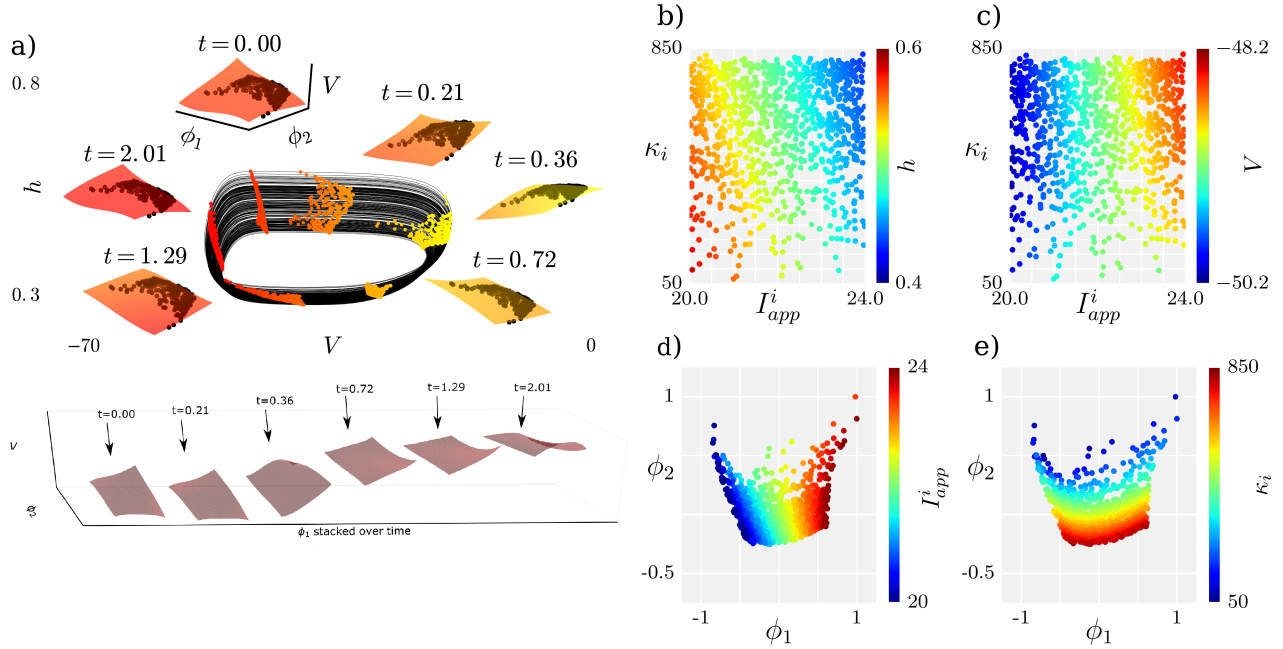 a)
t = 0.00
0.8
V
ϕ1
ϕ2
t = 0.21
t = 2.01
t = 0.36
h
t = 1.29
t = 0.72
0.3
−70
V
0
t=0.00
t=0.21
t=0.36
t=0.72
t=1.29
t=2.01
V
ϕ1 stacked over time
b)
850
κi
50
20.0
I^i_app
24.0
0.6
h
0.4
c)
850
κi
50
20.0
I^i_app
24.0
−48.2
V
−50.2
d)
1
ϕ2
-0.5
-1
ϕ1
1
24
I^i_app
20
e)
1
ϕ2
-0.5
-1
ϕ1
1
850
κi
50